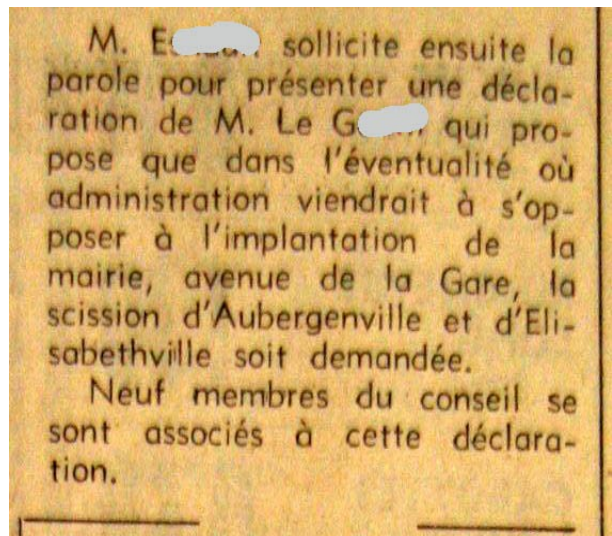 M. sollicite ensuite la
parole pour présenter une décla-
ration de M. Le qui pro-
pose que dans l'éventualité où
administration viendrait à s'op-
poser à l'implantation de la
mairie, avenue de la Gare, la
scission d'Aubergenville et d'Eli-
sabethville soit demandée.
Neuf membres du conseil se
sont associés à cette déclara-
tion.